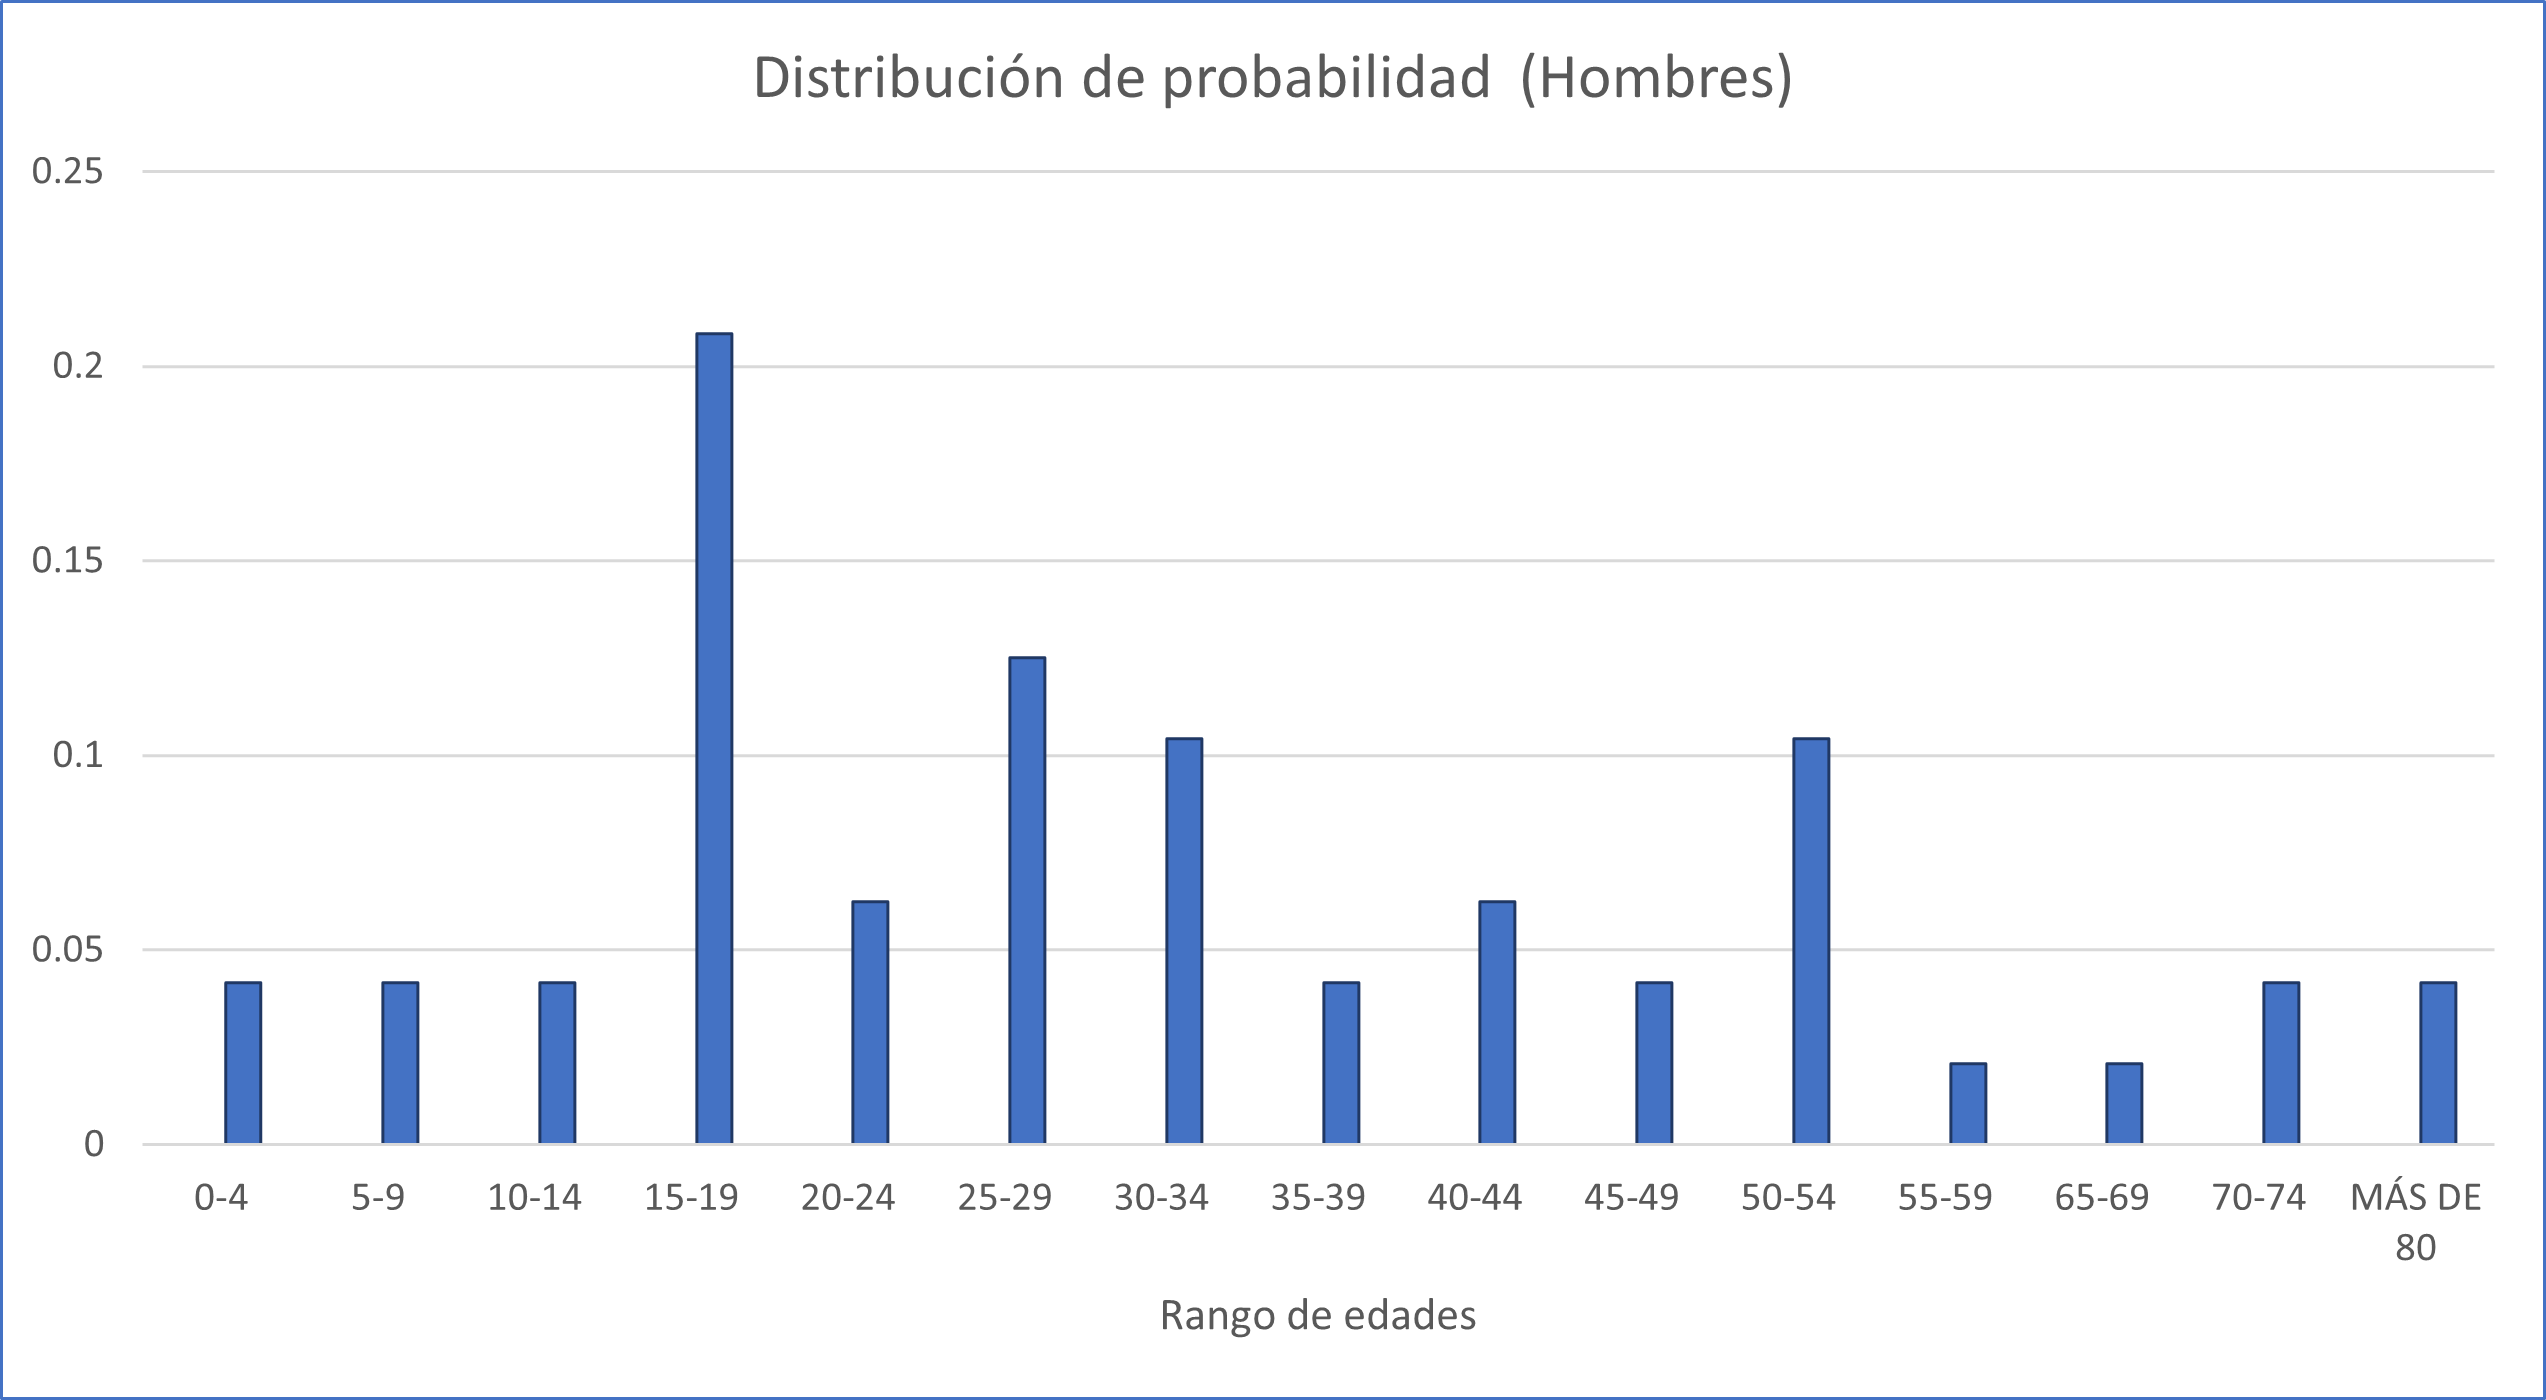 Distribución de probabilidad (Hombres)
0.25
0.2
0.15
0.1
0.05
0
0-4 5-9 10-14 15-19 20-24 25-29 30-34 35-39 40-44 45-49 50-54 55-59 65-69 70-74 MÁS DE
80
Rango de edades